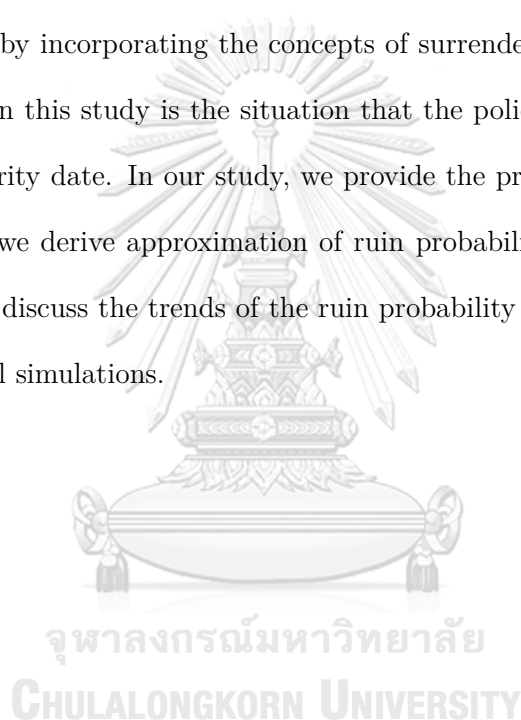 by incorporating the concepts of surrende
n this study is the situation that the polic
rity date. In our study, we provide the pr
we derive approximation of ruin probabili
discuss the trends of the ruin probability
l simulations.
จุฬาลงกรณ์มหาวิทยาลัย
CHULALONGKORN UNIVERSITY